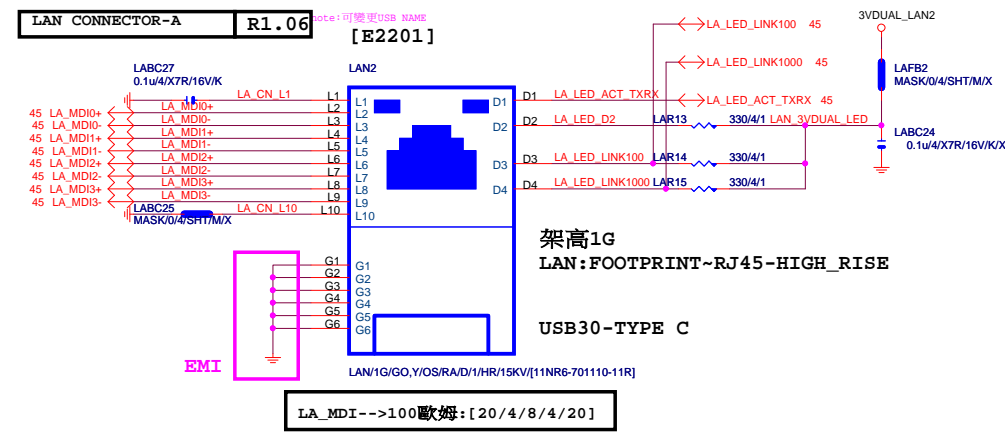 LAN CONNECTOR-A
R1.06
note:可變更USB NAME
[E2201]
3VDUAL_LAN2
LABC27
0.1u/4/X7R/16V/K
LAN2
LA_LED_LINK100 45
LA_LED_LINK1000 45
LAFB2
MASK/0/4/SHT/M/X
LA_CN_L1 L1 L1
45 LA_MDI0+ LA_MDI0+ L2 L2
45 LA_MDI0- LA_MDI0- L3 L3
45 LA_MDI1+ LA_MDI1+ L4 L4
45 LA_MDI1- LA_MDI1- L5 L5
45 LA_MDI2+ LA_MDI2+ L6 L6
45 LA_MDI2- LA_MDI2- L7 L7
45 LA_MDI3+ LA_MDI3+ L8 L8
45 LA_MDI3- LA_MDI3- L9 L9
LABC25 LA_CN_L10 L10 L10
MASK/0/4/SHT/M/X
D1 D1 LA_LED_ACT_TXRX LA_LED_ACT_TXRX 45
D2 D2 LA_LED_D2 LAR13 330/4/1 LAN_3VDUAL_LED
LABC24
0.1u/4/X7R/16V/K/X
D3 D3 LA_LED_LINK100 LAR14 330/4/1
D4 D4 LA_LED_LINK1000 LAR15 330/4/1
架高1G
LAN:FOOTPRINT~RJ45-HIGH_RISE
USB30-TYPE C
G1 G1
G2 G2
G3 G3
G4 G4
G5 G5
G6 G6
EMI
LAN/1G/GO,Y/OS/RA/D/1/HR/15KV/[11NR6-701110-11R]
LA_MDI-->100歐姆:[20/4/8/4/20]